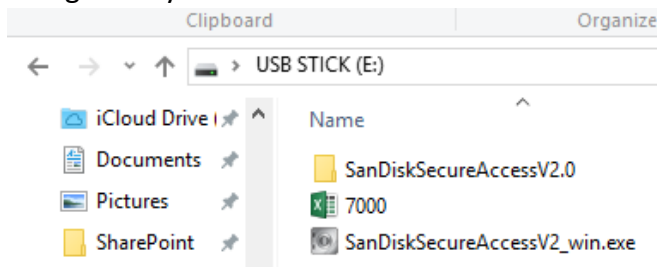 Clipboard Organize
USB STICK (E:)
iCloud Drive (
Name
Documents
SanDiskSecureAccessV2.0
Pictures
7000
SharePoint
SanDiskSecureAccessV2_win.exe